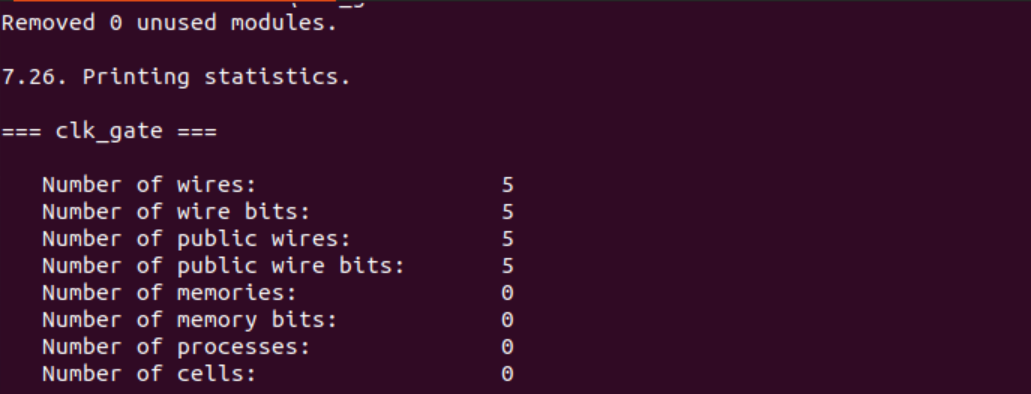 Removed 0 unused modules.
7.26. Printing statistics.
=== clk_gate ===
Number of wires: 5
Number of wire bits: 5
Number of public wires: 5
Number of public wire bits: 5
Number of memories: 0
Number of memory bits: 0
Number of processes: 0
Number of cells: 0